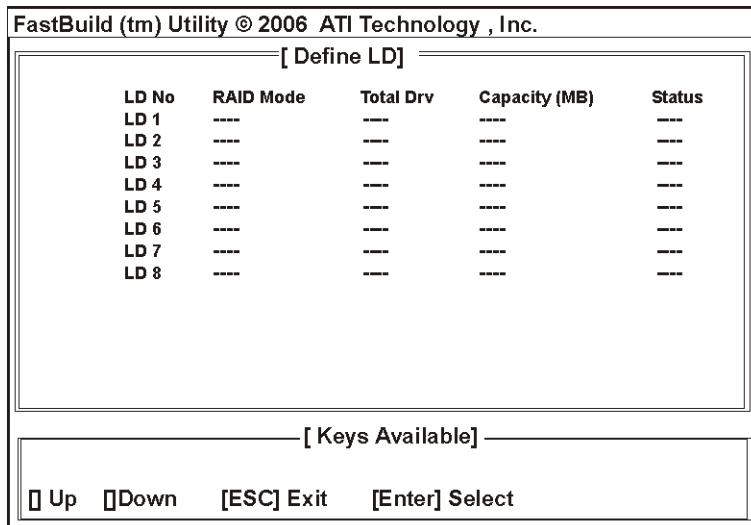 FastBuild (tm) Utility © 2006 ATI Technology , Inc.
[ Define LD]
LD No RAID Mode Total Drv Capacity (MB) Status
LD 1 ---- ---- ---- ----
LD 2 ---- ---- ---- ----
LD 3 ---- ---- ---- ----
LD 4 ---- ---- ---- ----
LD 5 ---- ---- ---- ----
LD 6 ---- ---- ---- ----
LD 7 ---- ---- ---- ----
LD 8 ---- ---- ---- ----
[ Keys Available]
[] Up []Down [ESC] Exit [Enter] Select